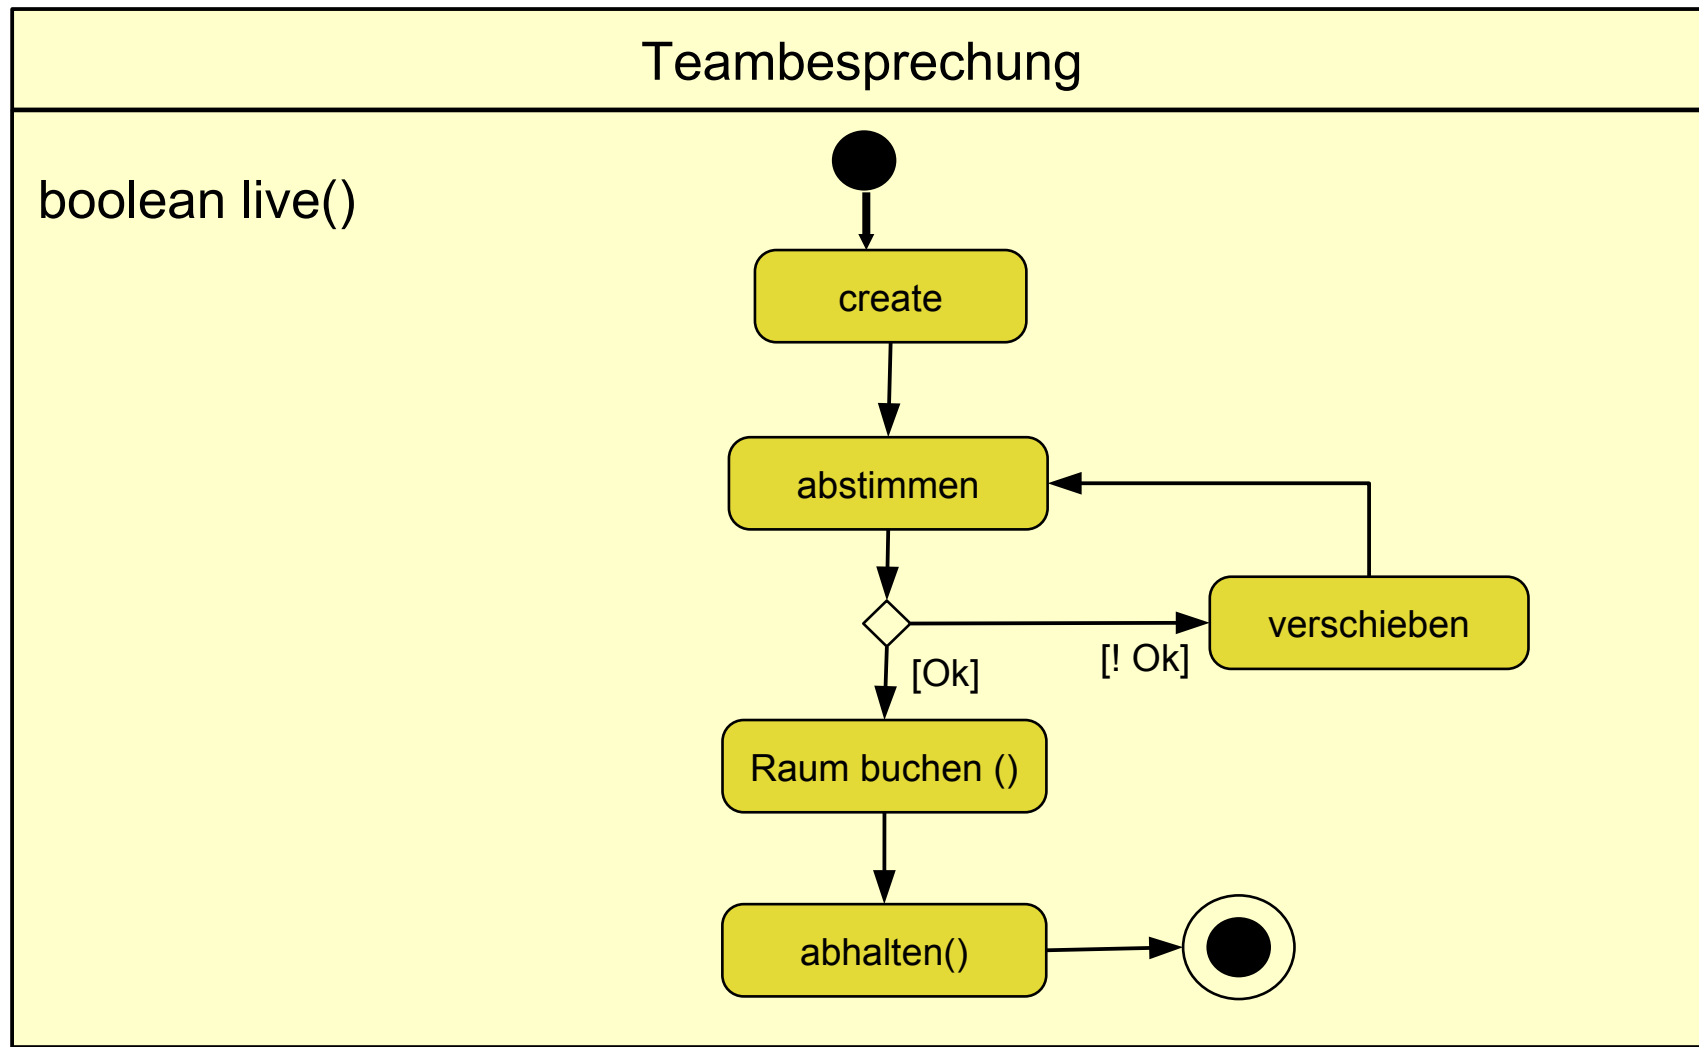 Teambesprechung
boolean live()
create
abstimmen
verschieben
[Ok]
[! Ok]
Raum buchen ()
abhalten()